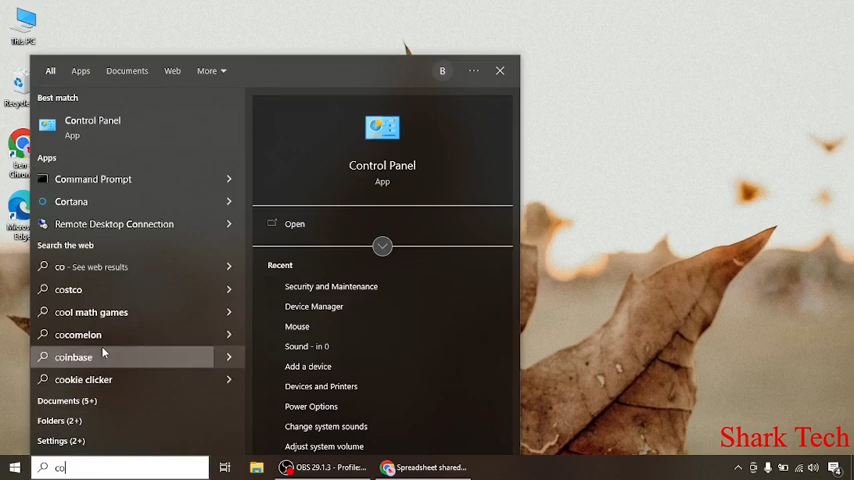 This PC
All
Apps
Documents
Web
More
B
Best match
Control Panel
App
Apps
Command Prompt
Cortana
Remote Desktop Connection
Search the web
co - See web results
costco
cool math games
cocomelon
coinbase
cookie clicker
Documents (5+)
Folders (2+)
Settings (2+)
Control Panel
App
Open
Recent
Security and Maintenance
Device Manager
Mouse
Sound - in 0
Add a device
Devices and Printers
Power Options
Change system sounds
Adjust system volume
Shark Tech
co
OBS 29.1.3 - Profile:...
Spreadsheet shared...
4